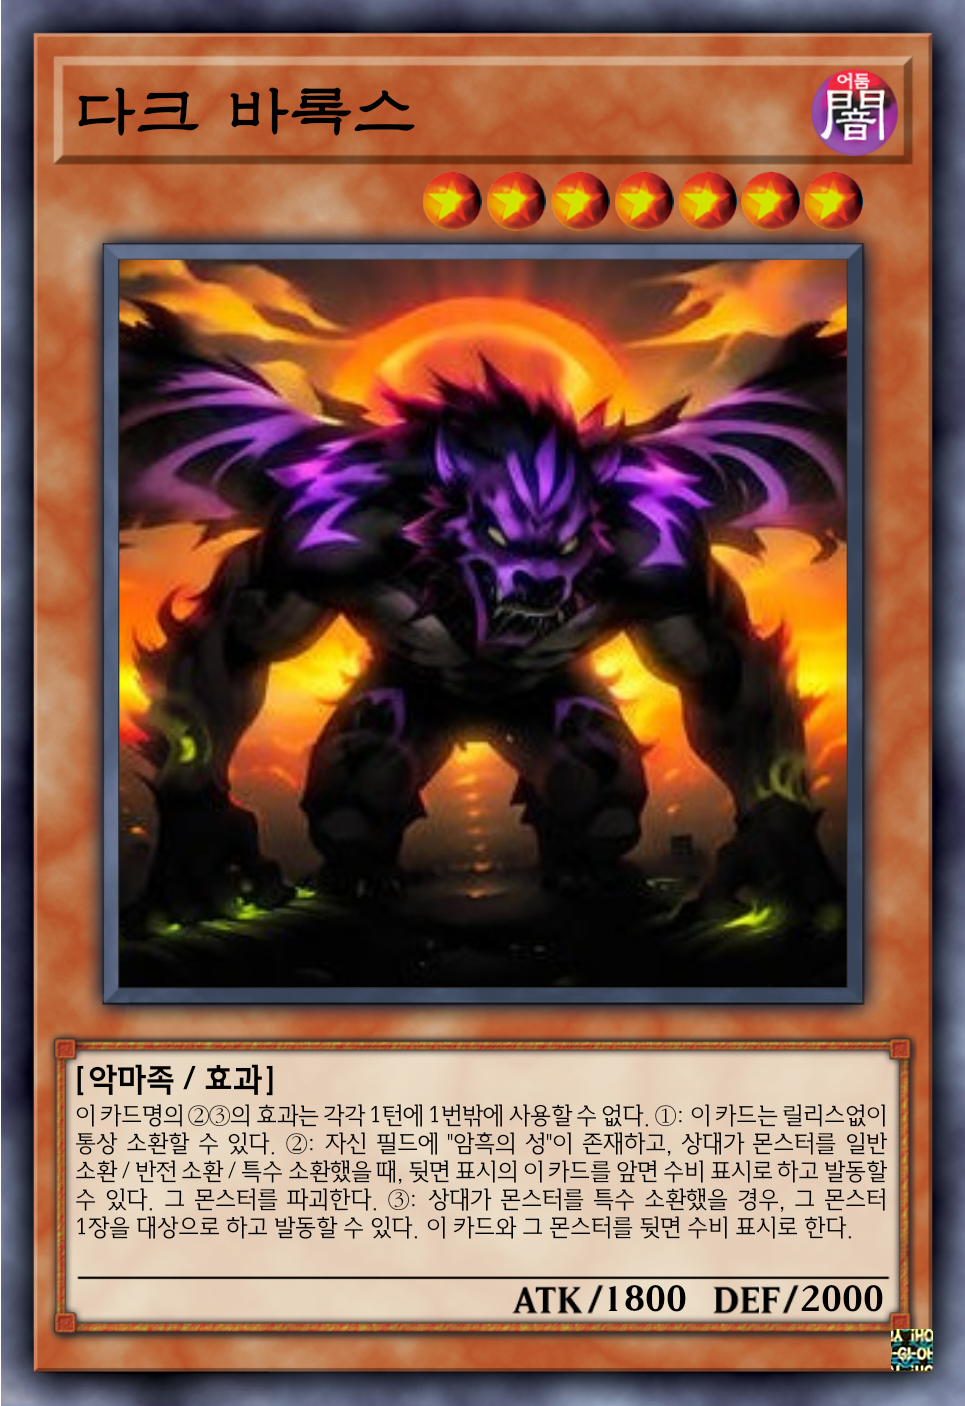 다크 바록스
어둠
闇
[악마족 / 효과]
이 카드명의 ②③의 효과는 각각 1턴에 1번밖에 사용할 수 없다. ①: 이 카드는 릴리스없이
통상 소환할 수 있다. ②: 자신 필드에 "암흑의 성"이 존재하고, 상대가 몬스터를 일반
소환 / 반전 소환 / 특수 소환했을 때, 뒷면 표시의 이 카드를 앞면 수비 표시로 하고 발동할
수 있다. 그 몬스터를 파괴한다. ③: 상대가 몬스터를 특수 소환했을 경우, 그 몬스터
1장을 대상으로 하고 발동할 수 있다. 이 카드와 그 몬스터를 뒷면 수비 표시로 한다.
ATK/1800 DEF/2000